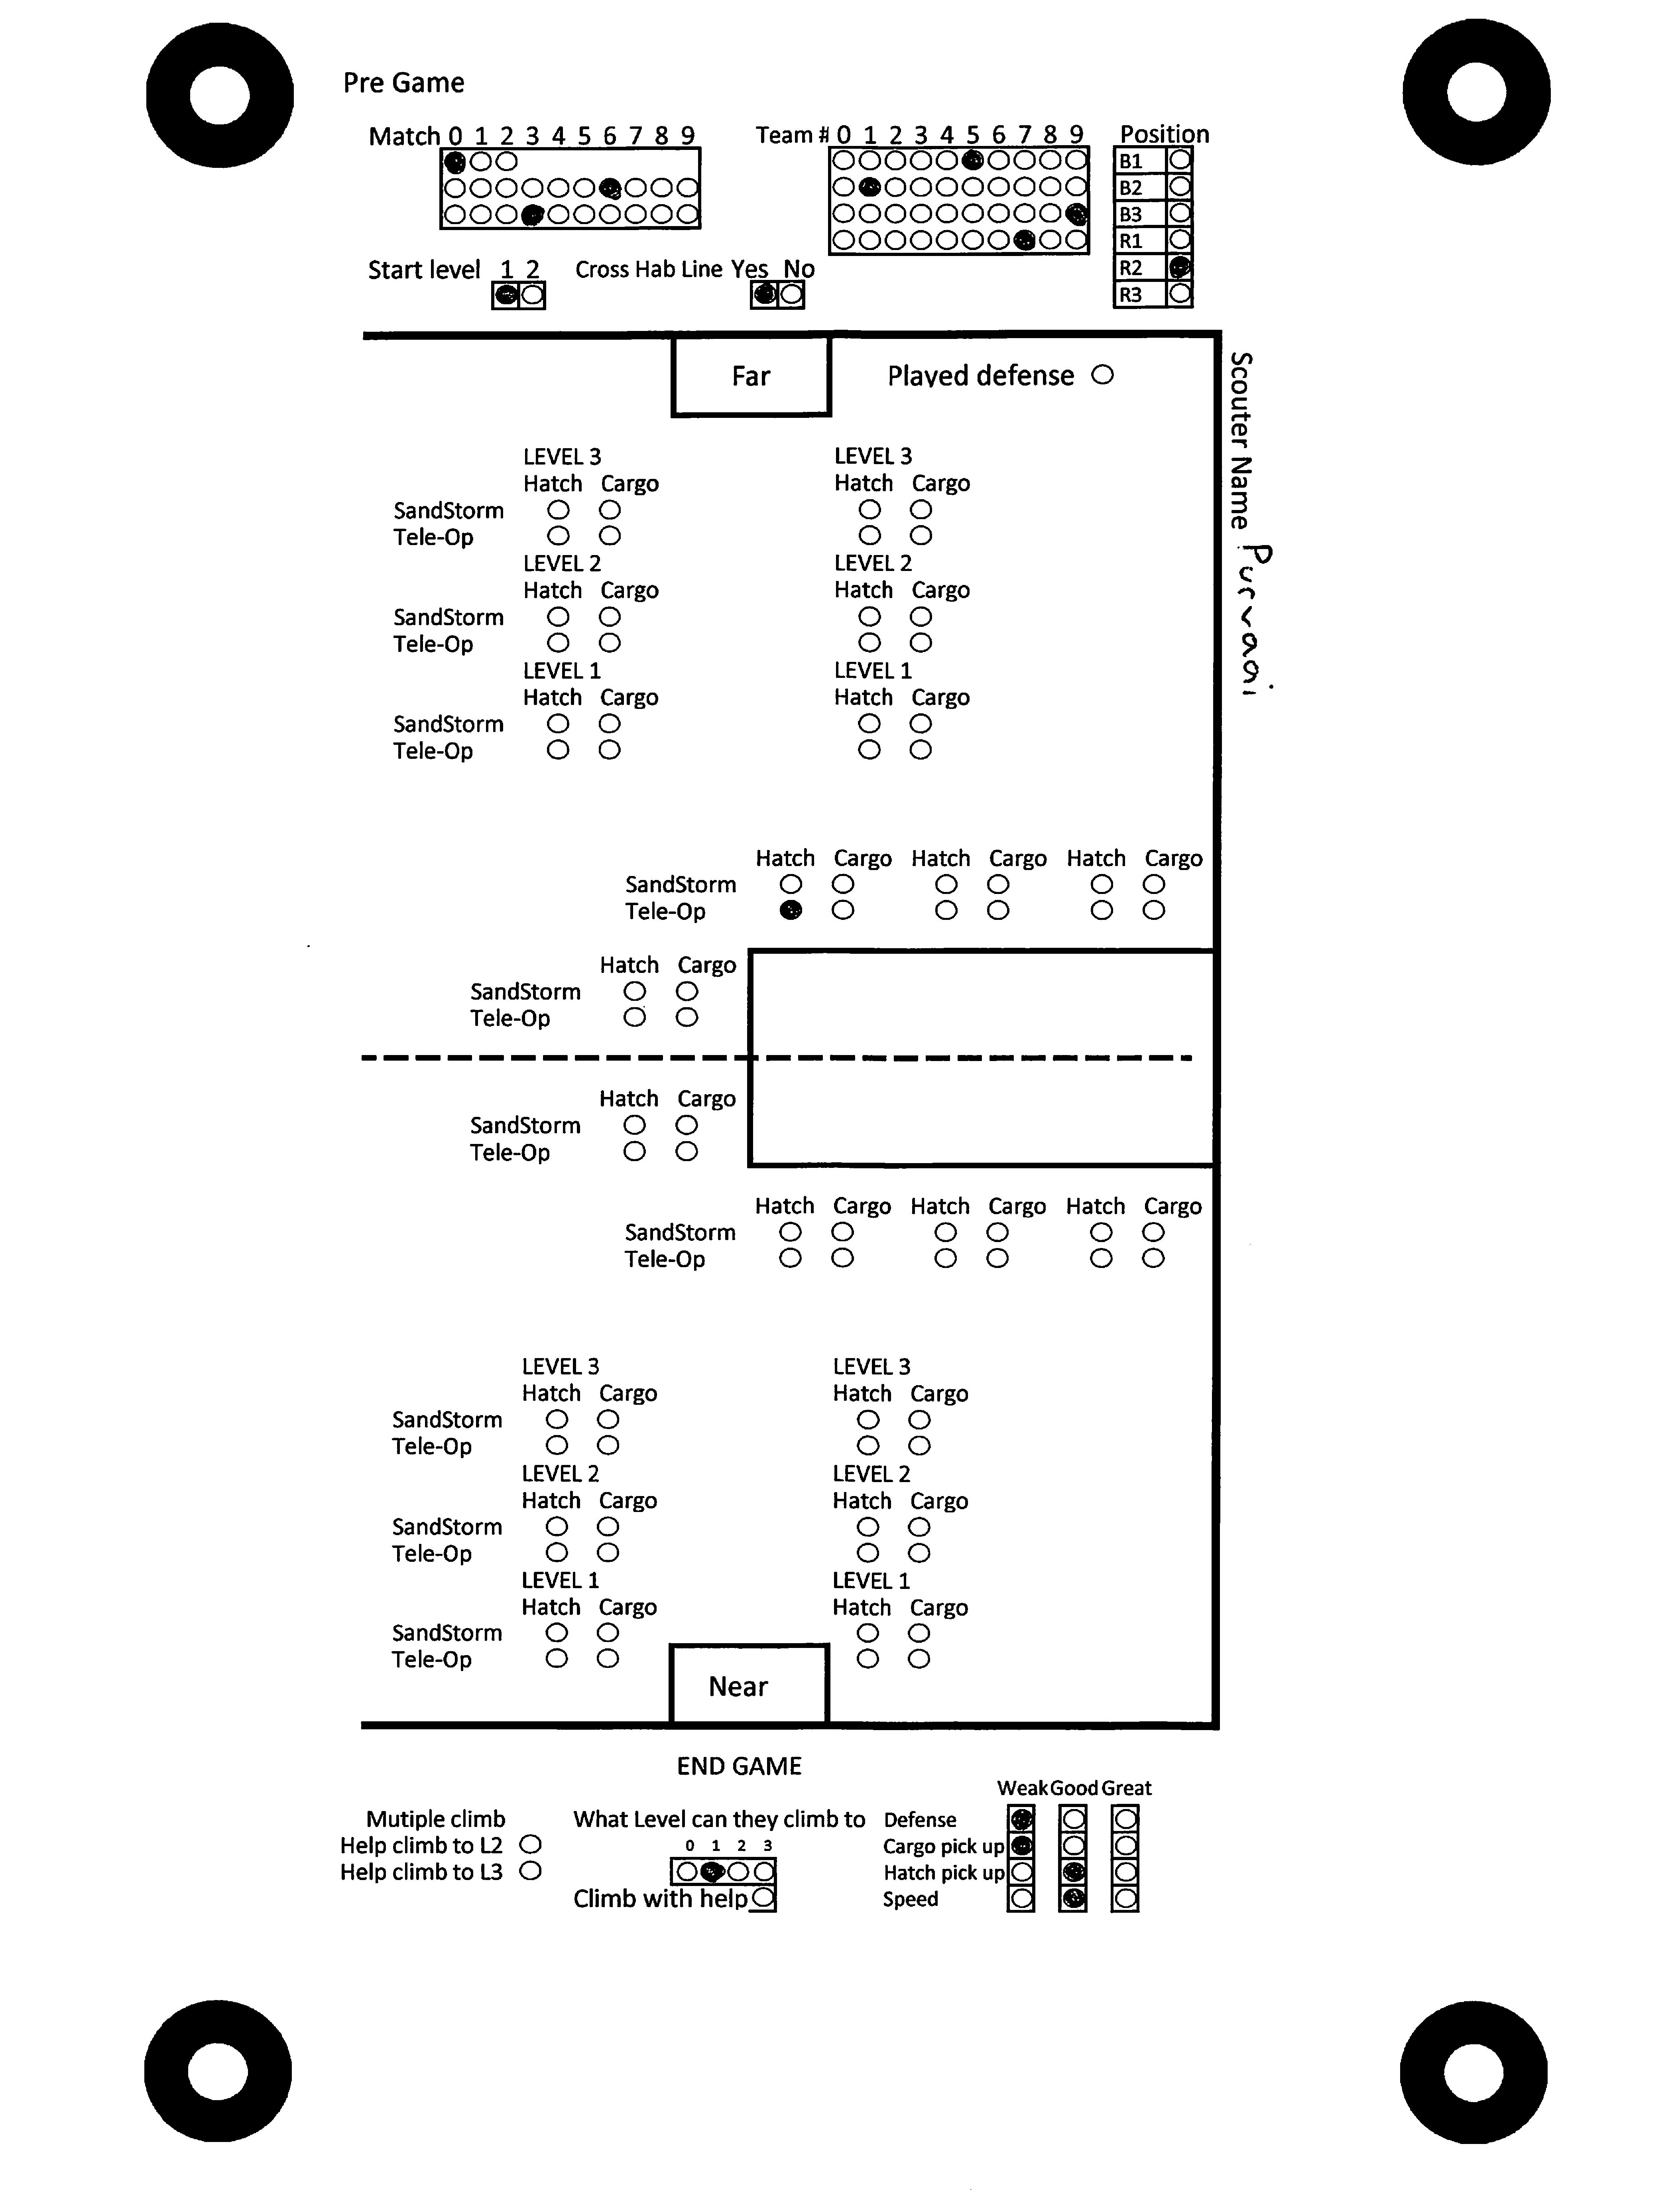 Pre Game
Match 0 1 2 3 4 5 6 7 8 9
Team # 0 1 2 3 4 5 6 7 8 9
Position
B1
B2
B3
R1
R2
R3
Start level 1 2
Cross Hab Line Yes No
Far
Played defense
Scouter Name
LEVEL 3 LEVEL 3
Hatch Cargo Hatch Cargo
SandStorm
Tele-Op
LEVEL 2 LEVEL 2
Hatch Cargo Hatch Cargo
SandStorm
Tele-Op
LEVEL 1 LEVEL 1
Hatch Cargo Hatch Cargo
SandStorm
Tele-Op
Hatch Cargo Hatch Cargo Hatch Cargo
SandStorm
Tele-Op
Hatch Cargo
SandStorm
Tele-Op
Hatch Cargo
SandStorm
Tele-Op
Hatch Cargo Hatch Cargo Hatch Cargo
SandStorm
Tele-Op
LEVEL 3 LEVEL 3
Hatch Cargo Hatch Cargo
SandStorm
Tele-Op
LEVEL 2 LEVEL 2
Hatch Cargo Hatch Cargo
SandStorm
Tele-Op
LEVEL 1 LEVEL 1
Hatch Cargo Hatch Cargo
SandStorm
Tele-Op
Near
END GAME
Mutiple climb
Help climb to L2
Help climb to L3
What Level can they climb to
0 1 2 3
Climb with help
Weak Good Great
Defense
Cargo pick up
Hatch pick up
Speed